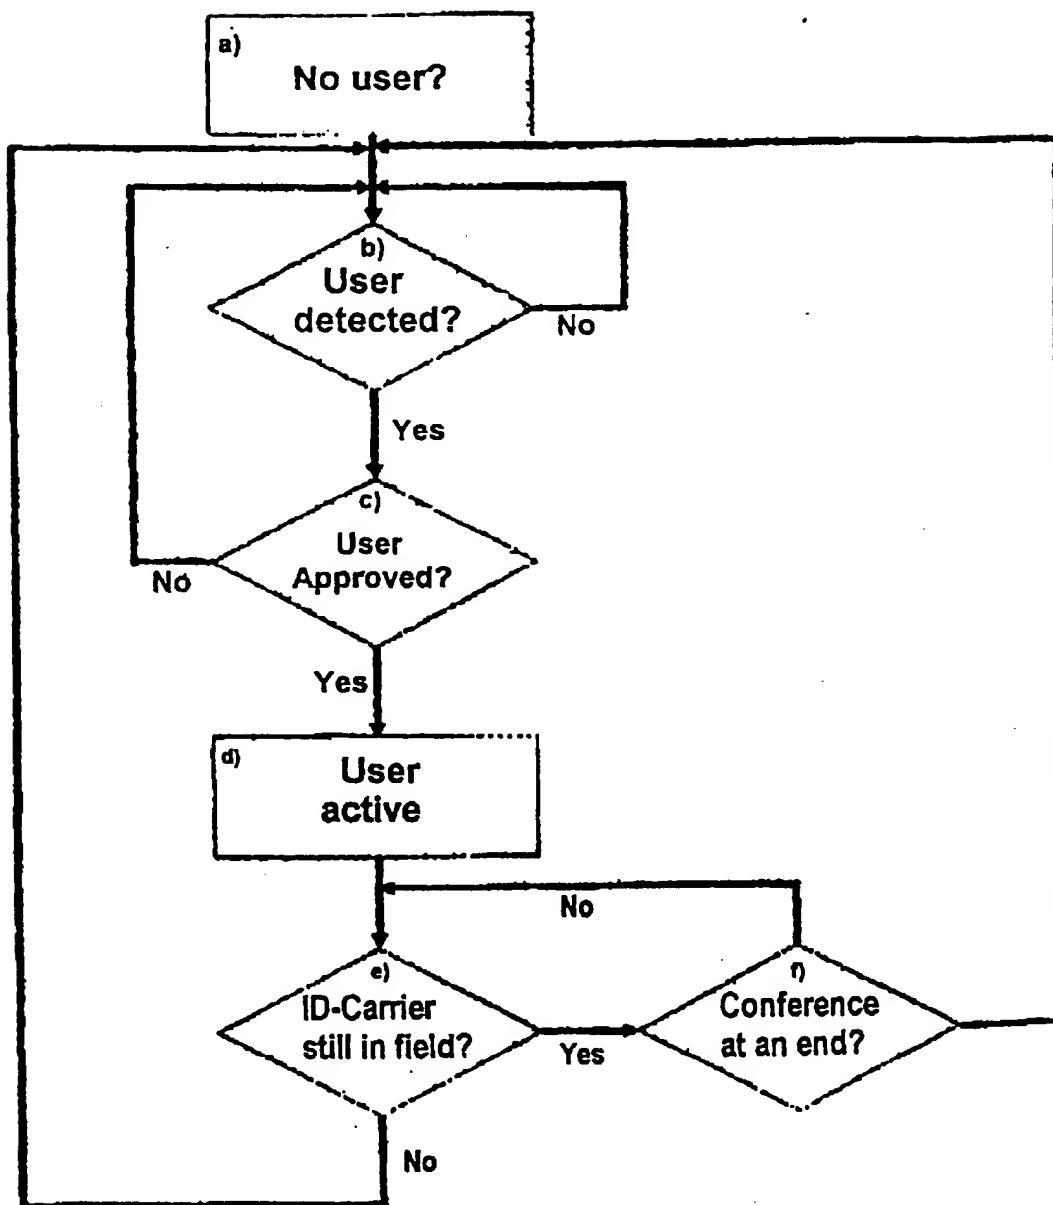 a)
No user?
b)
User
detected?
No
Yes
c)
User
Approved?
No
Yes
d)
User
active
No
e)
ID-Carrier
still in field?
Yes
f)
Conference
at an end?
No